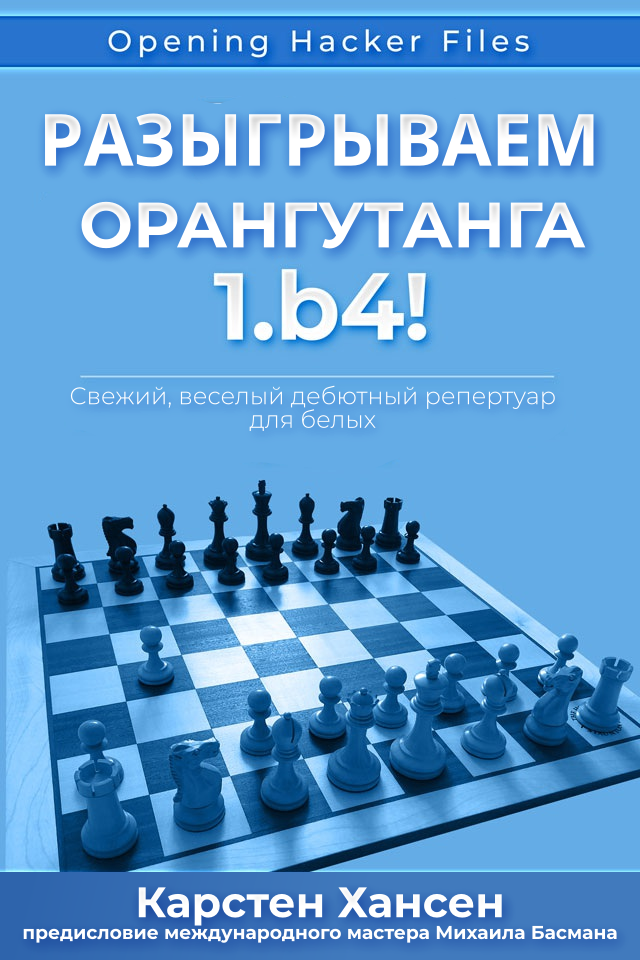 Opening Hacker Files
РАЗЫГРЫВАЕМ
ОРАНГУТАНГА
1.b4!
Свежий, веселый дебютный репертуар
для белых
Карстен Хансен
предисловие международного мастера Михаила Басмана